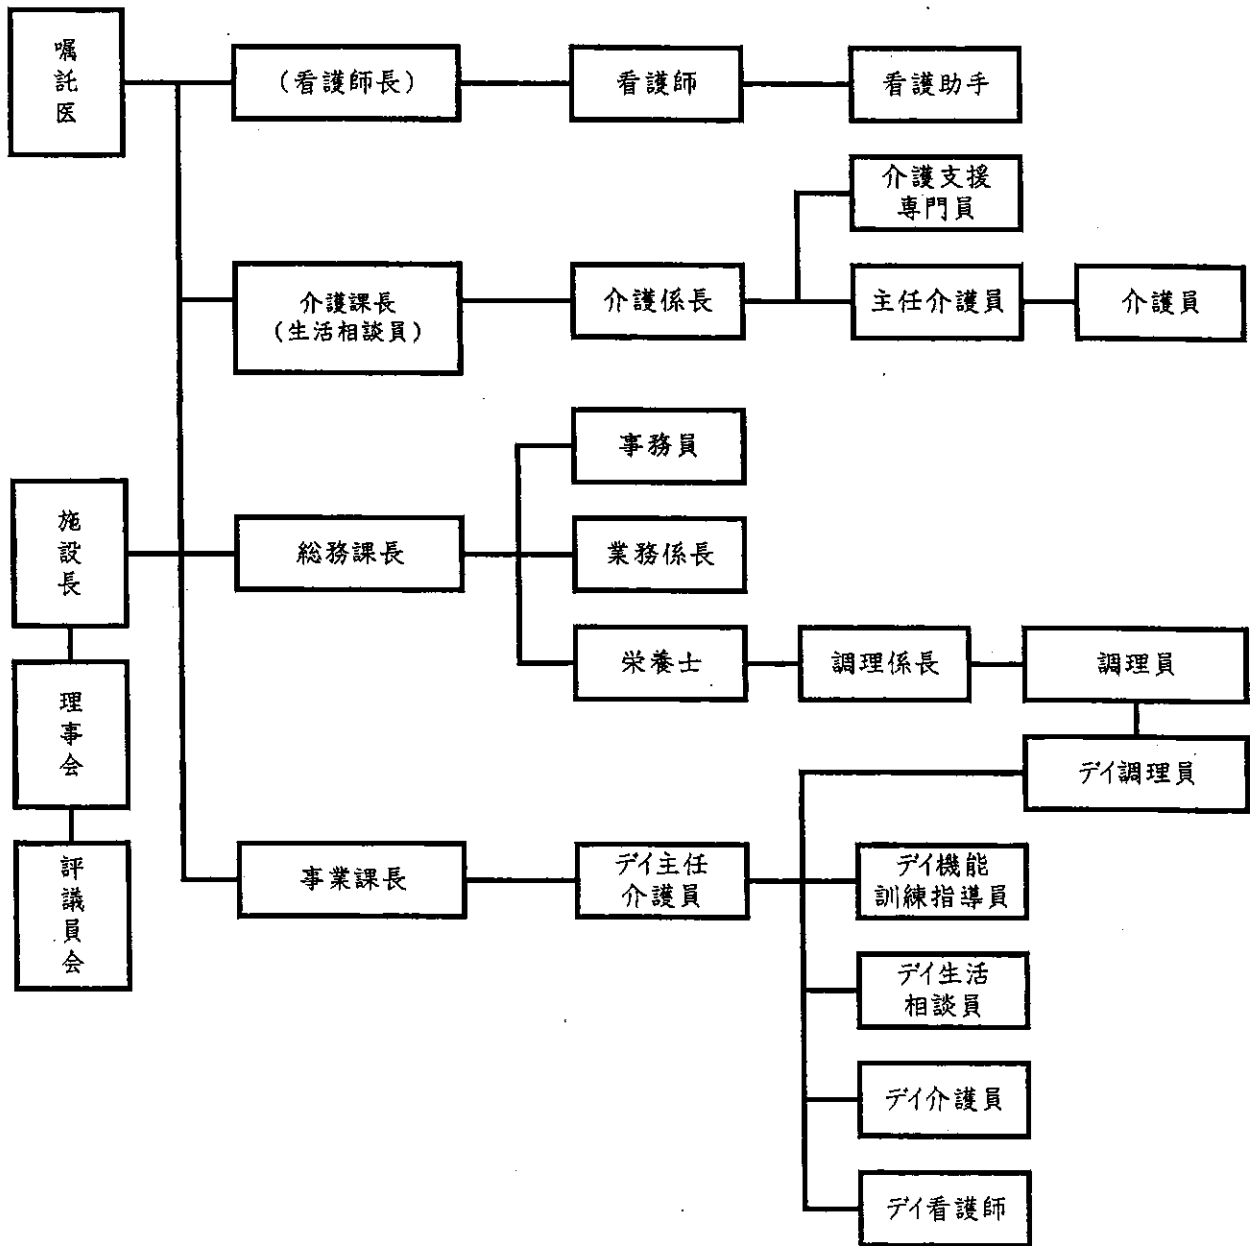 嘱託医
(看護師長)
看護師
看護助手
介護支援
専門員
介護課長
(生活相談員)
介護係長
主任介護員
介護員
事務員
施設長
総務課長
業務係長
栄養士
調理係長
調理員
理事会
デイ調理員
評議員会
事業課長
デイ主任
介護員
デイ機能
訓練指導員
デイ生活
相談員
デイ介護員
デイ看護師